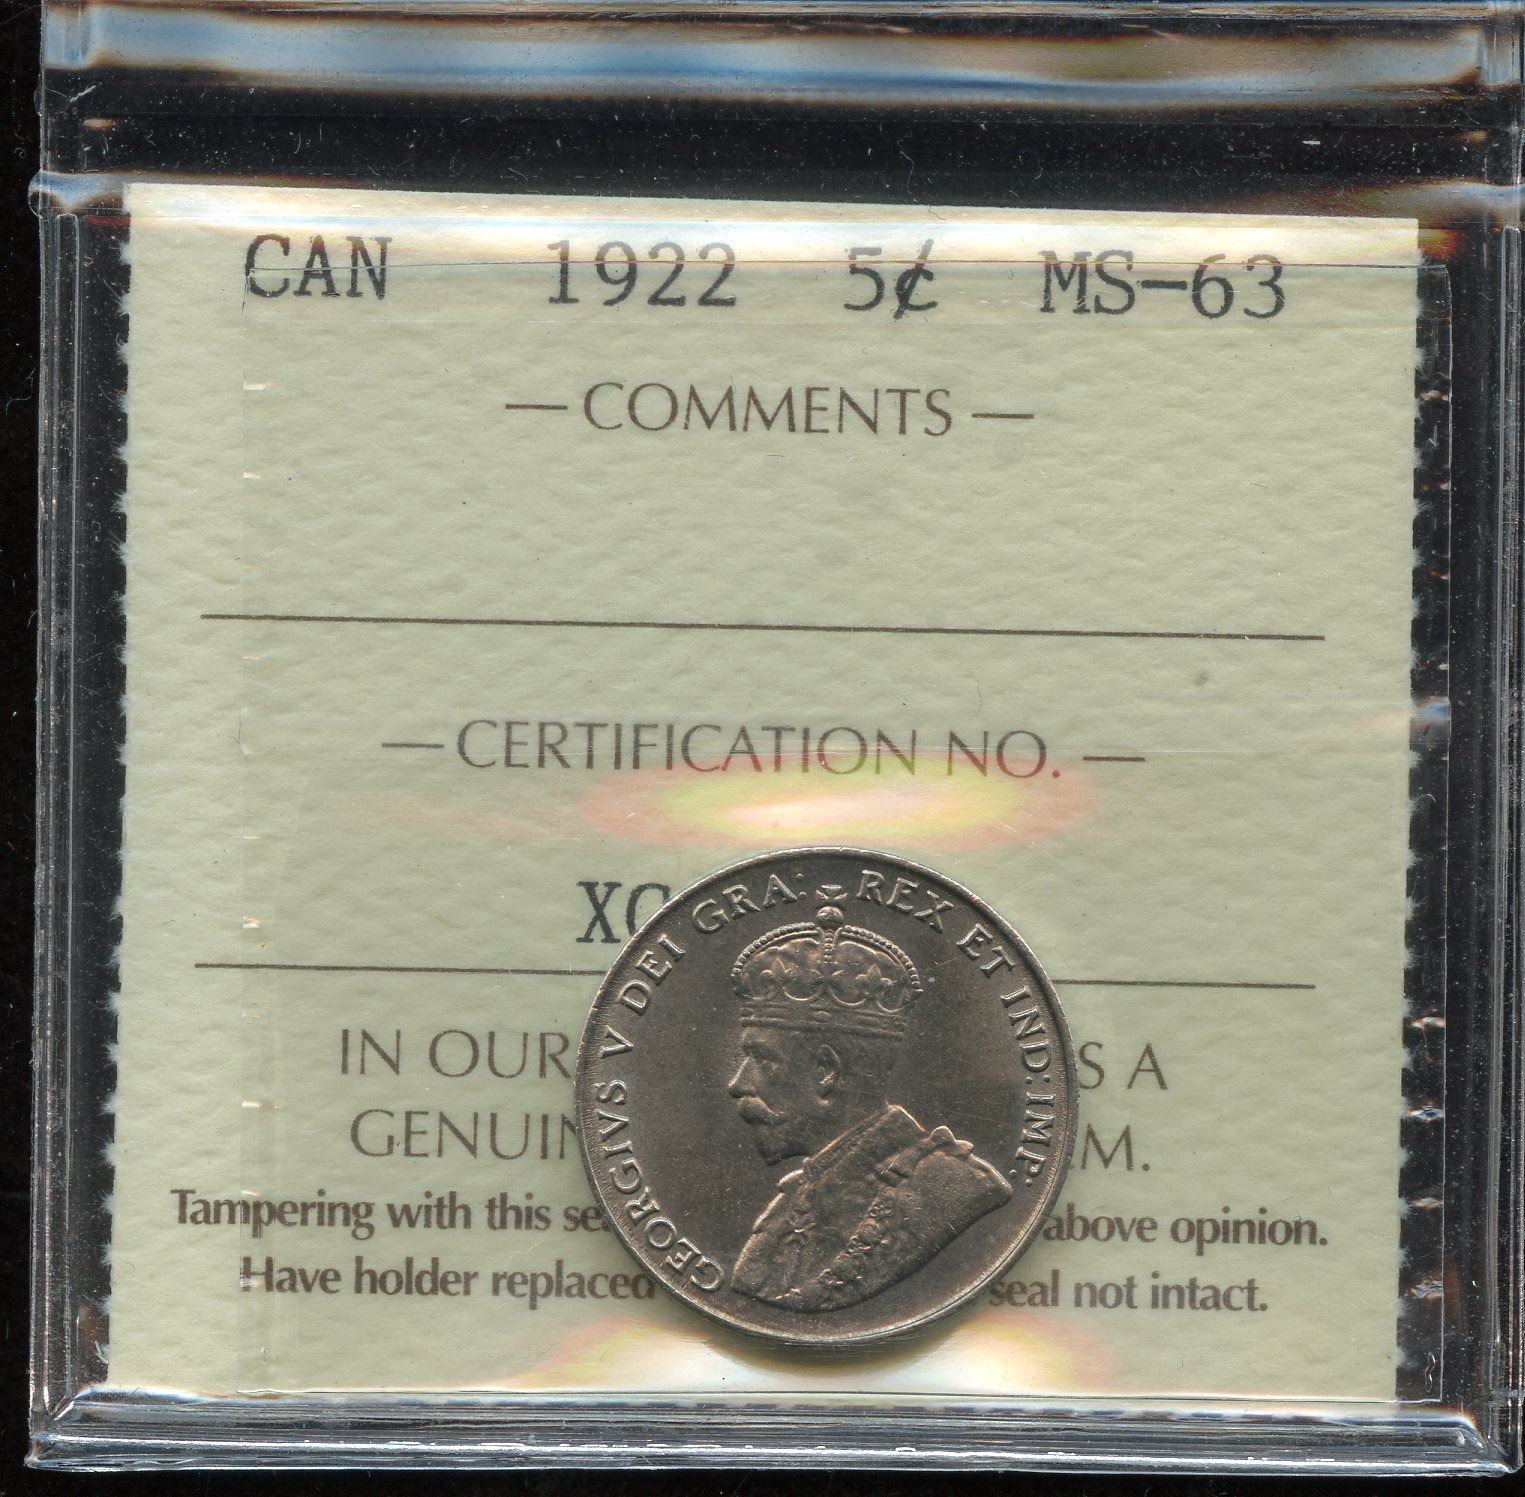 CAN 1922 5¢ MS-63
— COMMENTS —
— CERTIFICATION NO. —
IN OUR S A
GENUIN M.
Tampering with this se above opinion.
Have holder replaced seal not intact.
GEORGIVS V DEI GRA: REX ET IND: IMP: